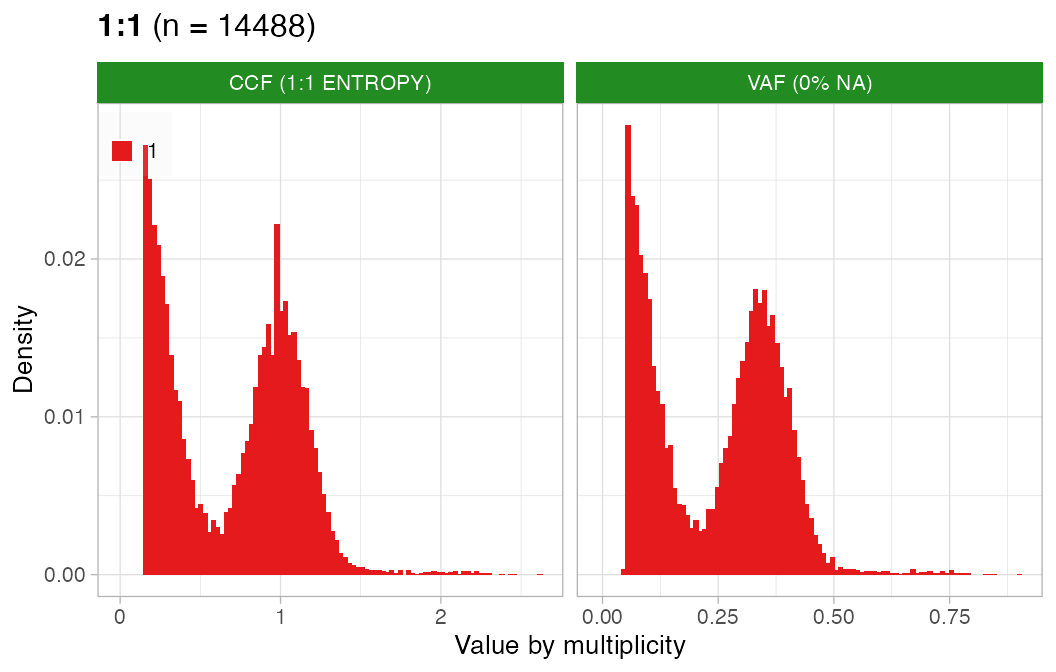 1:1 (n = 14488)
CCF (1:1 ENTROPY)
VAF (0% NA)
1
Density
0.02
0.01
0.00
0
1
2
0.00
0.25
0.50
0.75
Value by multiplicity